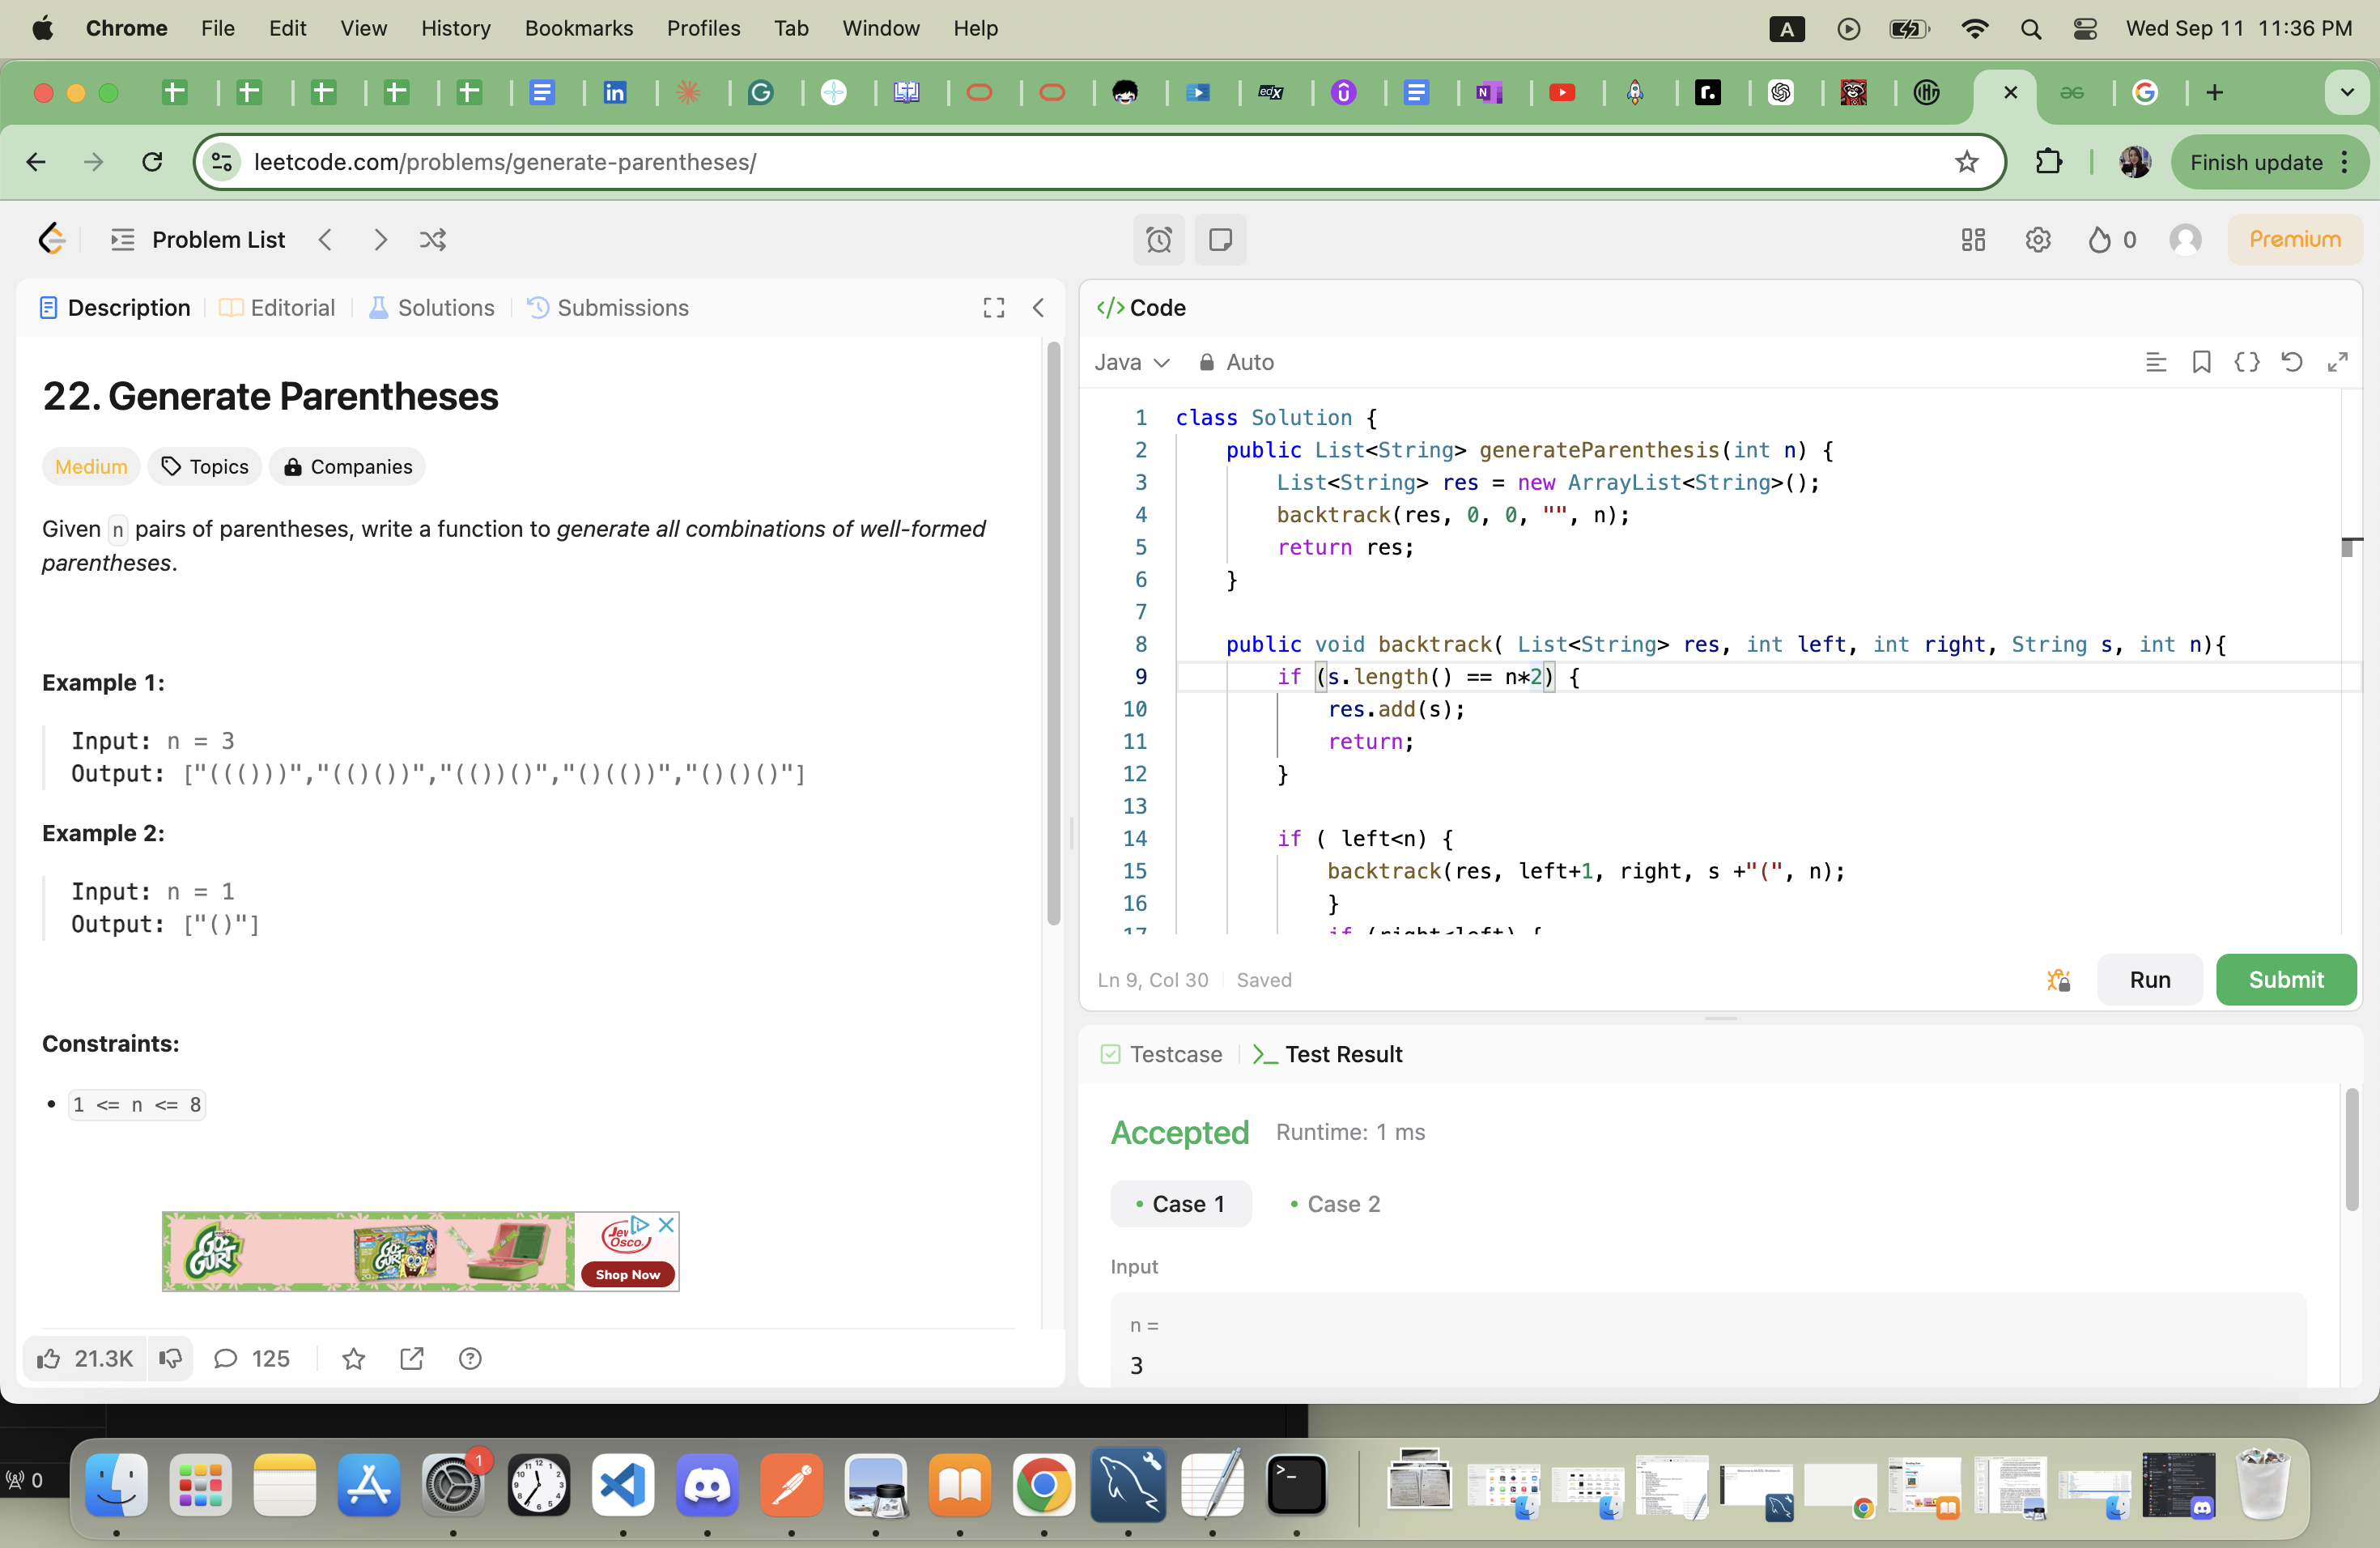 Chrome File Edit View History Bookmarks Profiles Tab Window Help A Wed Sep 11 11:36 PM
leetcode.com/problems/generate-parentheses/ Finish update
Problem List 0 Premium
Description Editorial Solutions Submissions
22. Generate Parentheses
Medium Topics Companies
Given n pairs of parentheses, write a function to generate all combinations of well-formed
parentheses.
Example 1:
Input: n = 3
Output: ["((()))","(()())","(())()","()(())","()()()"]
Example 2:
Input: n = 1
Output: ["()"]
Constraints:
• 1 <= n <= 8
GO-GURT
GO-GURT
Jewel Osco.
Shop Now
21.3K 125
</> Code
Java Auto
1 class Solution {
2 public List<String> generateParenthesis(int n) {
3 List<String> res = new ArrayList<String>();
4 backtrack(res, 0, 0, "", n);
5 return res;
6 }
7
8 public void backtrack( List<String> res, int left, int right, String s, int n){
9 if (s.length() == n*2) {
10 res.add(s);
11 return;
12 }
13
14 if ( left<n) {
15 backtrack(res, left+1, right, s +"(", n);
16 }
17 if (right<left) {
Ln 9, Col 30 Saved Run Submit
Testcase >_ Test Result
Accepted Runtime: 1 ms
• Case 1 • Case 2
Input
n =
3
0
1